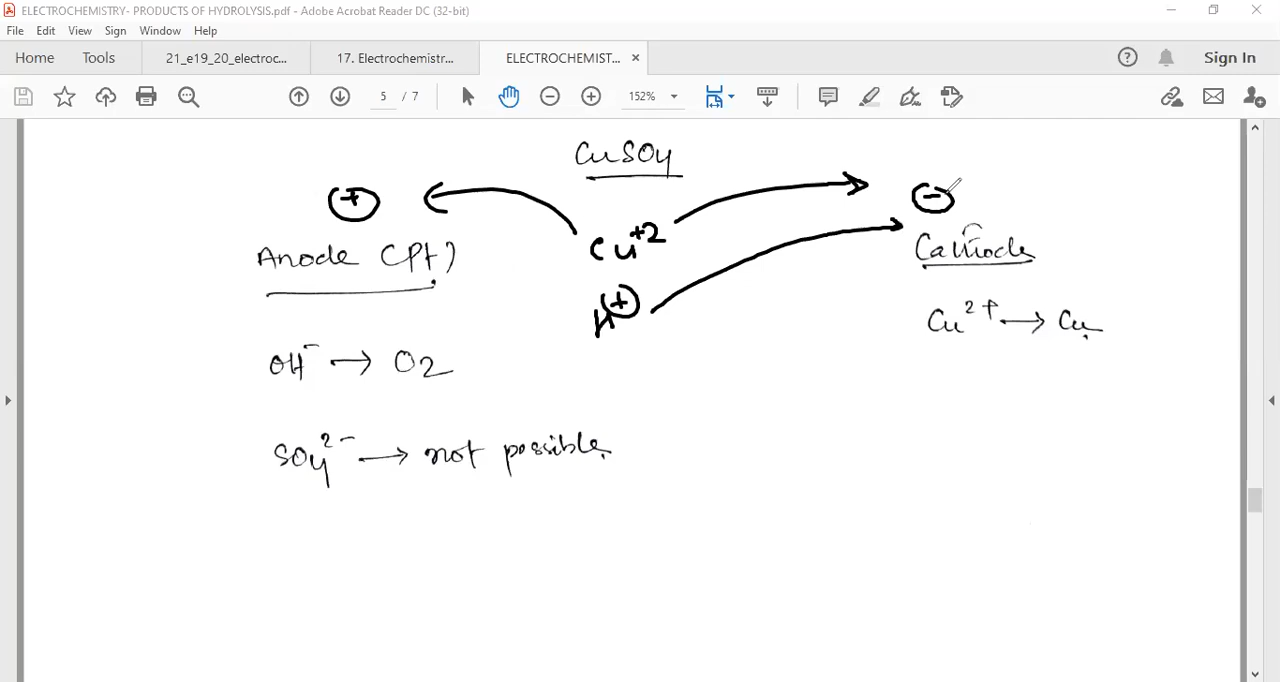 ELECTROCHEMISTRY- PRODUCTS OF HYDROLYSIS.pdf - Adobe Acrobat Reader DC (32-bit)
File Edit View Sign Window Help
Home Tools 21_e19_20_electroc... 17. Electrochemistr... ELECTROCHEMIST... Sign In
5 / 7 152%
CuSO4
+ -
Cu+2
Anode (Pt) Cathode
H+
Cu2+ → Cu
OH- → O2
SO4 2- → not possible